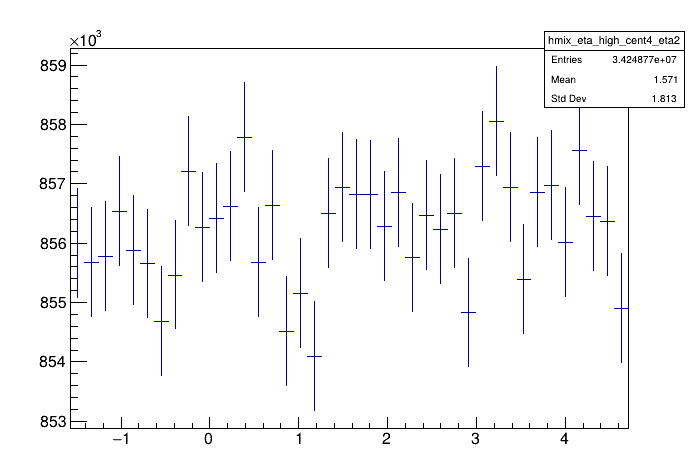 ×10³
hmix_eta_high_cent4_eta2
Entries 3.424877e+07
Mean 1.571
Std Dev 1.813
859
858
857
856
855
854
853
−1 0 1 2 3 4